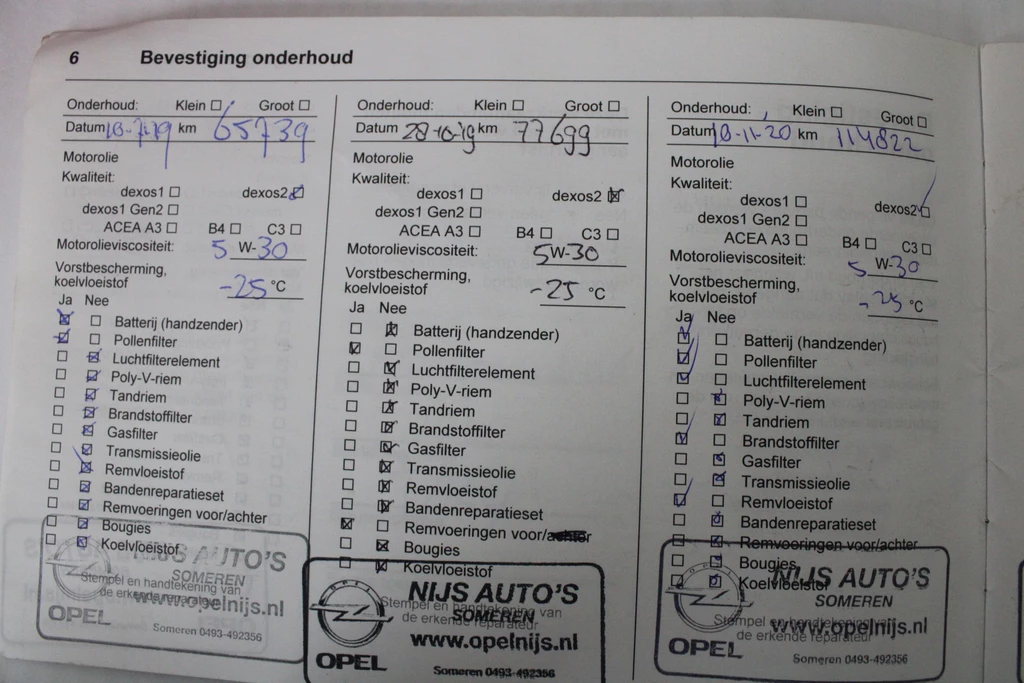 6 Bevestiging onderhoud
Onderhoud: Klein ☐ Groot ☐
Datum 18-7-19 km 65739
Motorolie
Kwaliteit:
dexos1 ☐ dexos2 ☑
dexos1 Gen2 ☐
ACEA A3 ☐ B4 ☐ C3 ☐
Motorolieviscositeit: 5 W-30
Vorstbescherming,
koelvloeistof -25 °C
Ja Nee
☒ ☐ Batterij (handzender)
☒ ☐ Pollenfilter
☐ ☒ Luchtfilterelement
☐ ☒ Poly-V-riem
☐ ☒ Tandriem
☐ ☒ Brandstoffilter
☐ ☒ Gasfilter
☐ ☒ Transmissieolie
☐ ☒ Remvloeistof
☐ ☒ Bandenreparatieset
☐ ☒ Remvoeringen voor/achter
☐ ☒ Bougies
☐ ☒ Koelvloeistof
Stempel en handtekening van
de erkende reparateur
NIJS AUTO'S
SOMEREN
www.opelnijs.nl
OPEL
Someren 0493-492356
Onderhoud: Klein ☐ Groot ☐
Datum 28-10-19 km 77699
Motorolie
Kwaliteit:
dexos1 ☐ dexos2 ☒
dexos1 Gen2 ☐
ACEA A3 ☐ B4 ☐ C3 ☐
Motorolieviscositeit: 5W-30
Vorstbescherming,
koelvloeistof -25 °C
Ja Nee
☐ ☒ Batterij (handzender)
☒ ☐ Pollenfilter
☐ ☒ Luchtfilterelement
☐ ☒ Poly-V-riem
☐ ☒ Tandriem
☐ ☒ Brandstoffilter
☐ ☒ Gasfilter
☐ ☒ Transmissieolie
☐ ☒ Remvloeistof
☐ ☒ Bandenreparatieset
☒ ☐ Remvoeringen voor/achter
☐ ☒ Bougies
☐ ☒ Koelvloeistof
Stempel en handtekening van
de erkende reparateur
NIJS AUTO'S
SOMEREN
www.opelnijs.nl
OPEL
Someren 0493-492356
Onderhoud: Klein ☐ Groot ☐
Datum 18-11-20 km 114822
Motorolie
Kwaliteit:
dexos1 ☐ dexos2 ☑
dexos1 Gen2 ☐
ACEA A3 ☐ B4 ☐ C3 ☐
Motorolieviscositeit: 5 W-30
Vorstbescherming,
koelvloeistof -25 °C
Ja Nee
☑ ☐ Batterij (handzender)
☑ ☐ Pollenfilter
☑ ☐ Luchtfilterelement
☐ ☒ Poly-V-riem
☐ ☒ Tandriem
☑ ☐ Brandstoffilter
☐ ☒ Gasfilter
☐ ☒ Transmissieolie
☑ ☐ Remvloeistof
☐ ☒ Bandenreparatieset
☐ ☒ Remvoeringen voor/achter
☐ ☒ Bougies
☐ ☒ Koelvloeistof
Stempel en handtekening van
de erkende reparateur
NIJS AUTO'S
SOMEREN
www.opelnijs.nl
OPEL
Someren 0493-492356